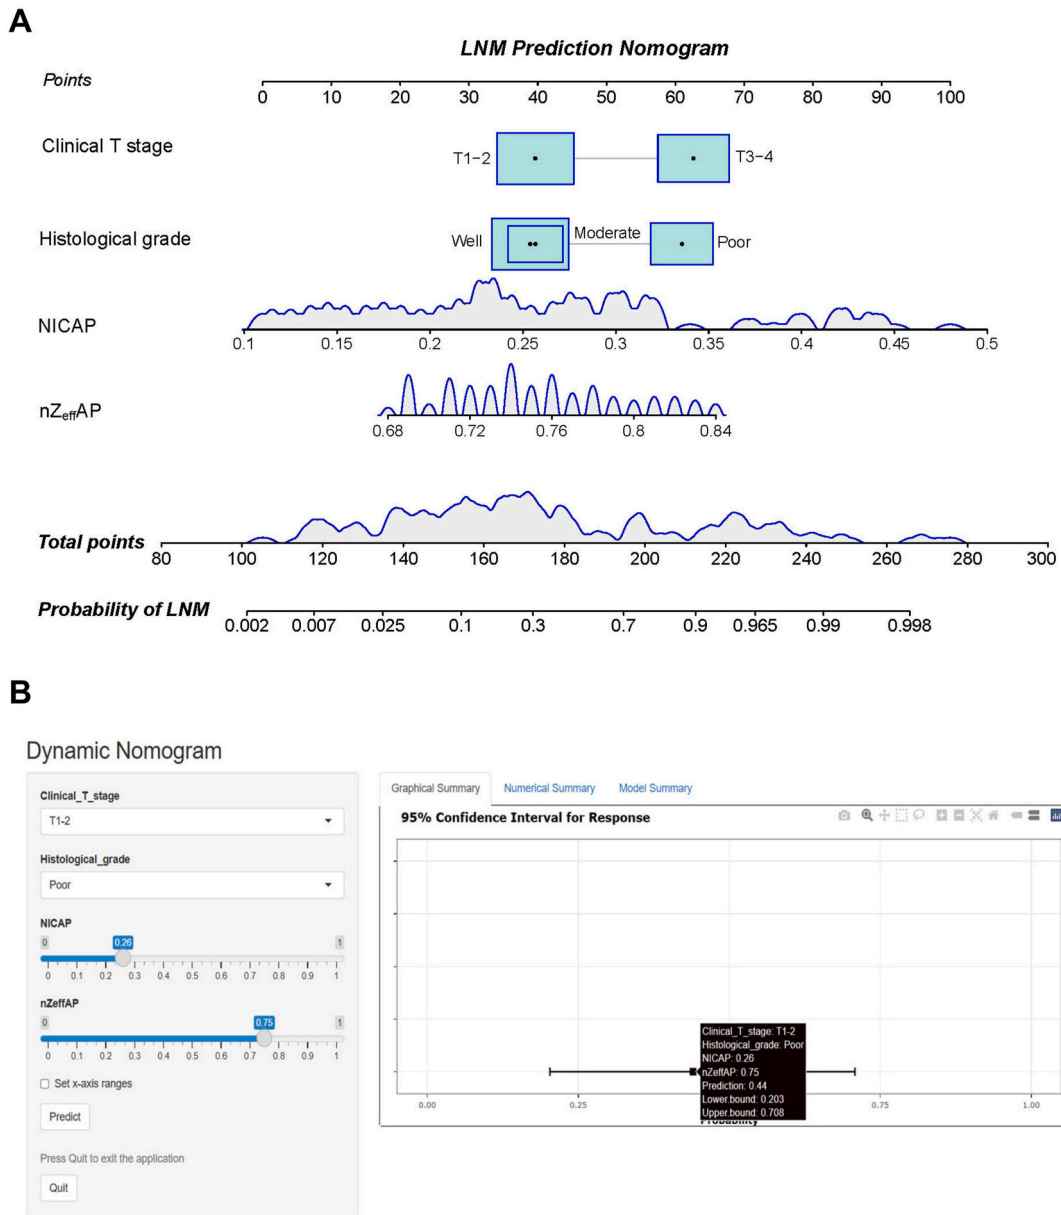 A
LNM Prediction Nomogram
Points
0 10 20 30 40 50 60 70 80 90 100
Clinical T stage
T1-2 T3-4
Histological grade
Well Moderate Poor
NICAP
0.1 0.15 0.2 0.25 0.3 0.35 0.4 0.45 0.5
nZeffAP
0.68 0.72 0.76 0.8 0.84
Total points
80 100 120 140 160 180 200 220 240 260 280 300
Probability of LNM
0.002 0.007 0.025 0.1 0.3 0.7 0.9 0.965 0.99 0.998
B
Dynamic Nomogram
Clinical_T_stage
T1-2
Histological_grade
Poor
NICAP
0 0.26 1
0 0.1 0.2 0.3 0.4 0.5 0.6 0.7 0.8 0.9 1
nZeffAP
0 0.75 1
0 0.1 0.2 0.3 0.4 0.5 0.6 0.7 0.8 0.9 1
Set x-axis ranges
Predict
Press Quit to exit the application
Quit
Graphical Summary Numerical Summary Model Summary
95% Confidence Interval for Response
Clinical_T_stage: T1-2
Histological_grade: Poor
NICAP: 0.26
nZeffAP: 0.75
Prediction: 0.44
Lower.bound: 0.203
Upper.bound: 0.708
0.00 0.25 0.75 1.00
Probability